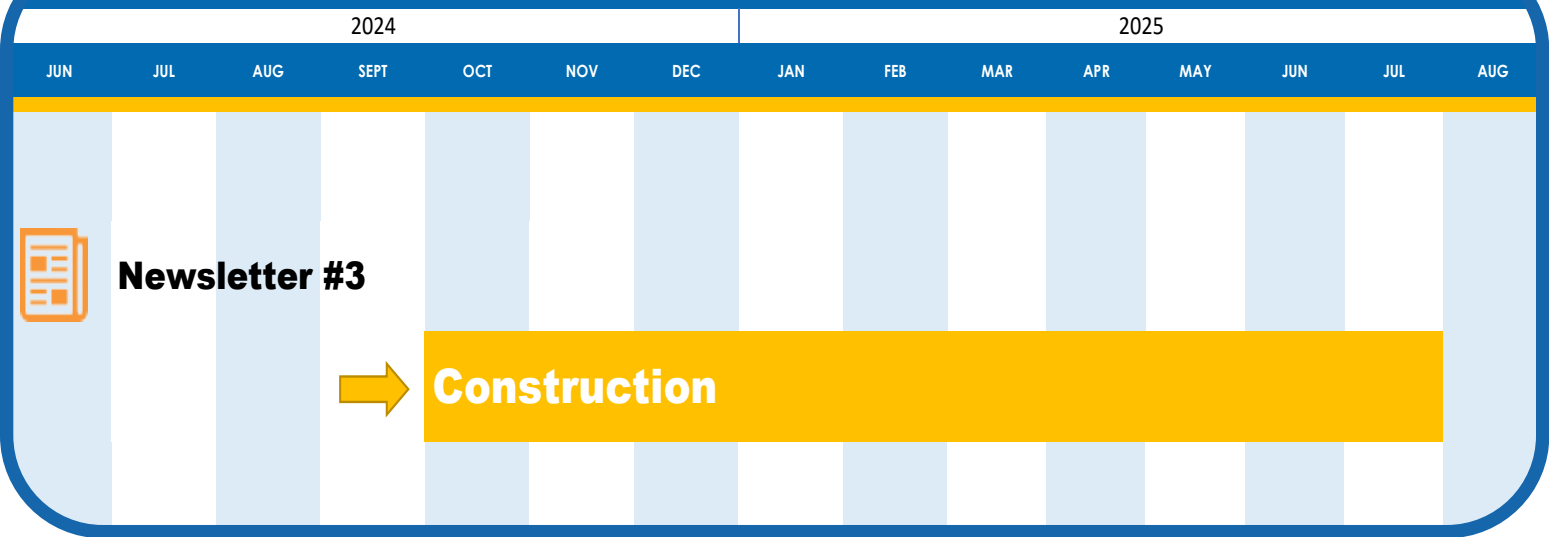 2024 2025
JUN JUL AUG SEPT OCT NOV DEC JAN FEB MAR APR MAY JUN JUL AUG
Newsletter #3
Construction